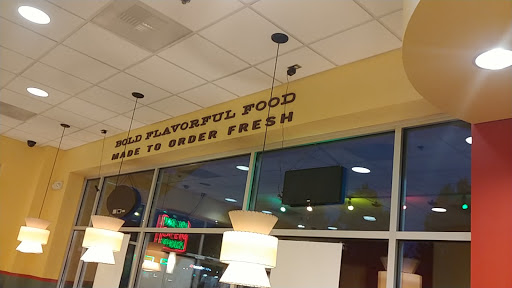 BOLD FLAVORFUL FOOD
MADE TO ORDER FRESH